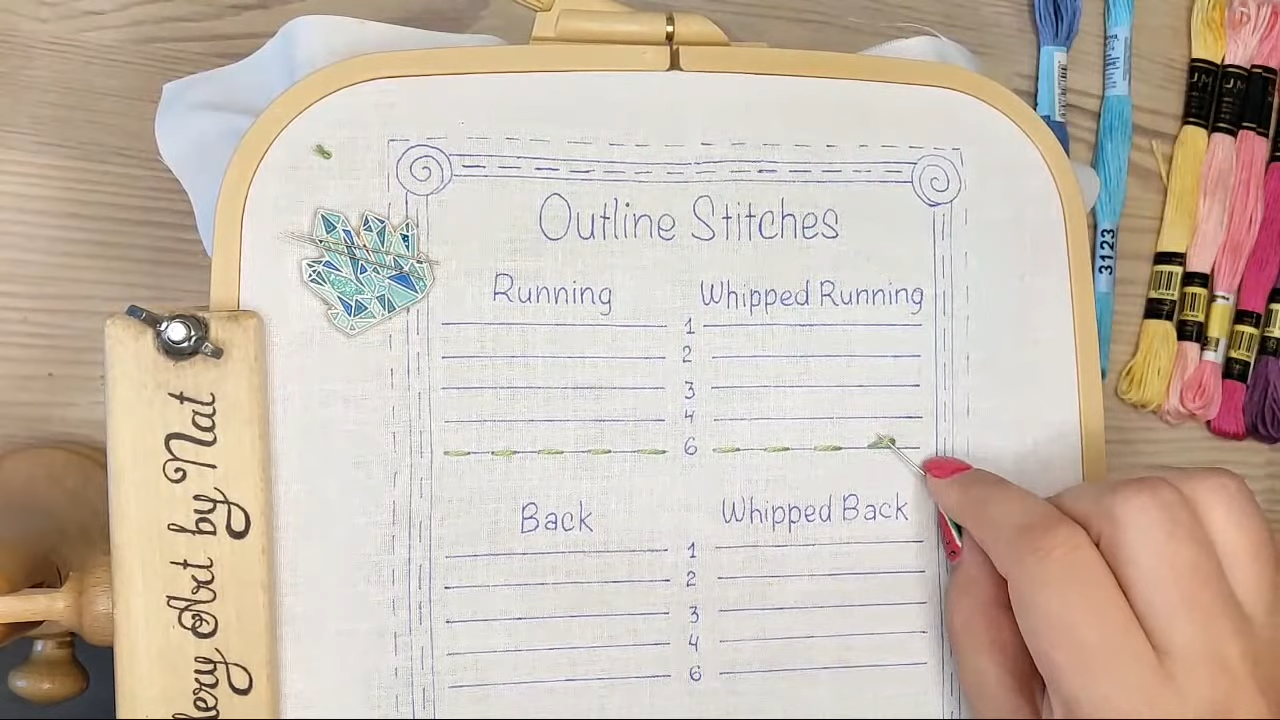 Outline Stitches
Running
Whipped Running
1
2
3
4
6
Back
Whipped Back
1
2
3
4
6
3123
Art by Nat